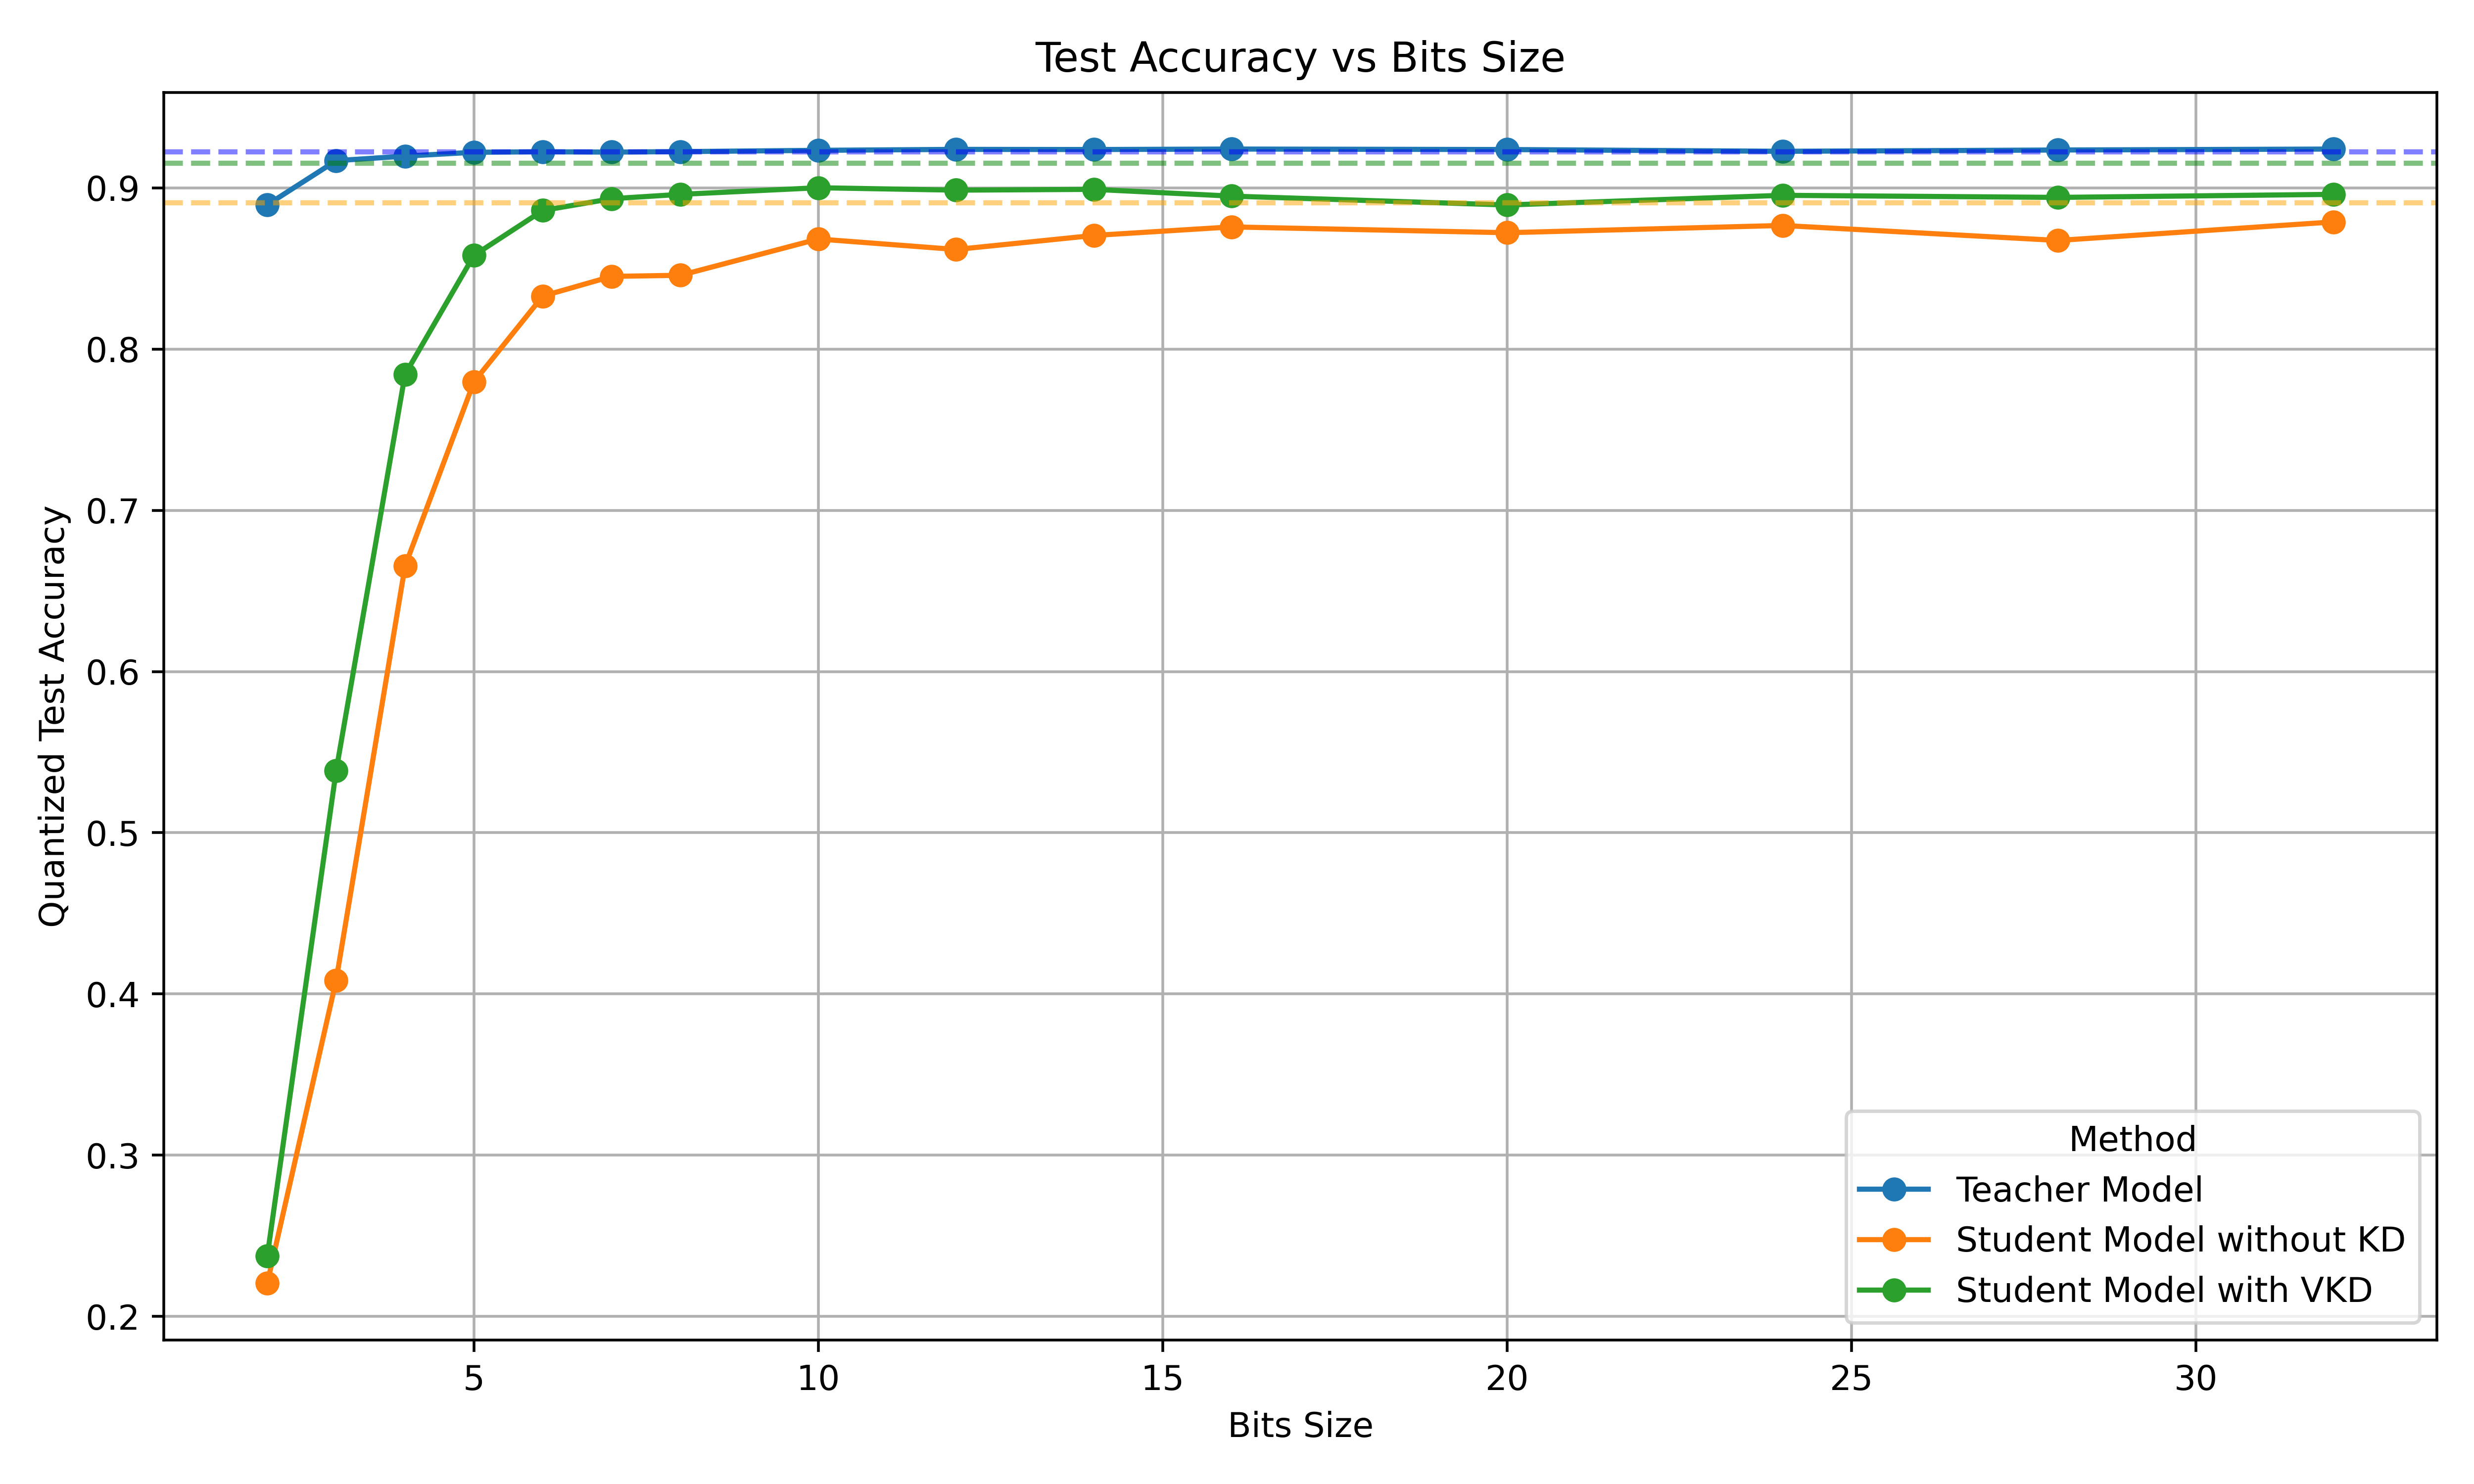 Test Accuracy vs Bits Size
Quantized Test Accuracy
0.9
0.8
0.7
0.6
0.5
0.4
0.3
0.2
5 10 15 20 25 30
Bits Size
Method
Teacher Model
Student Model without KD
Student Model with VKD